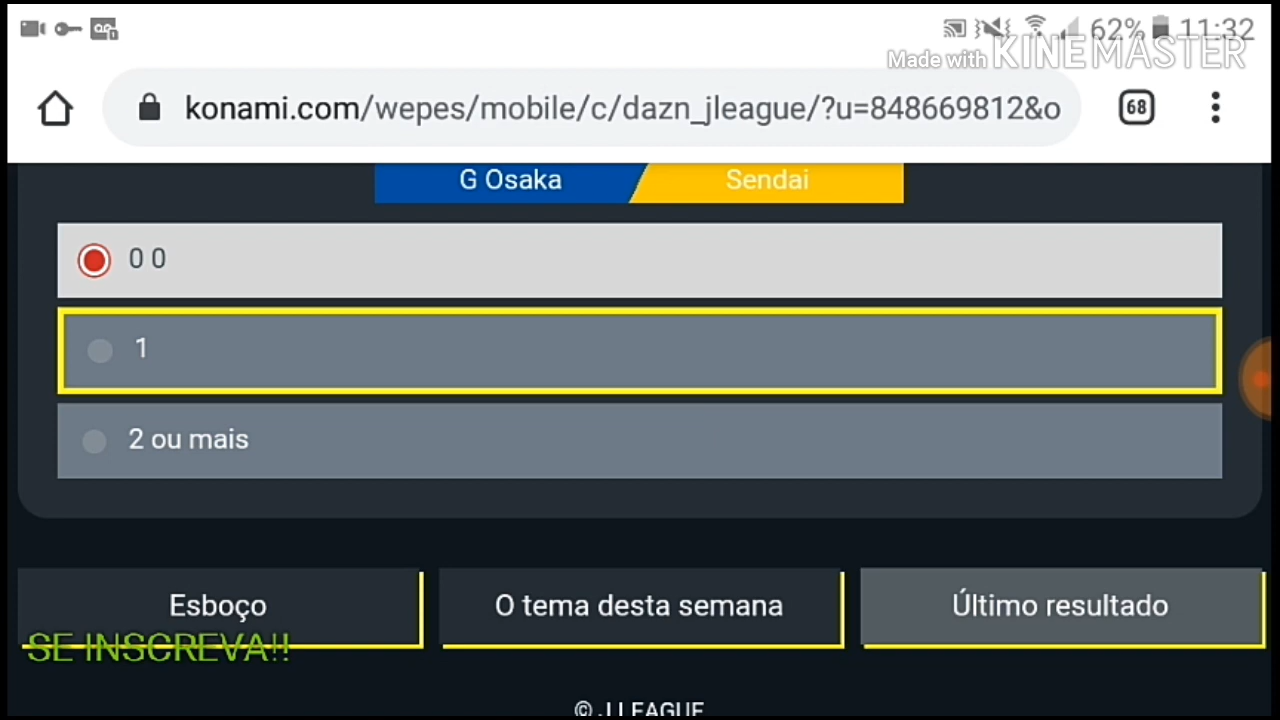 62% 11:32
Made with KINEMASTER
konami.com/wepes/mobile/c/dazn_jleague/?u=848669812&o
68
G Osaka Sendai
0 0
1
2 ou mais
Esboço O tema desta semana Último resultado
SE INSCREVA!!
© J.LEAGUE